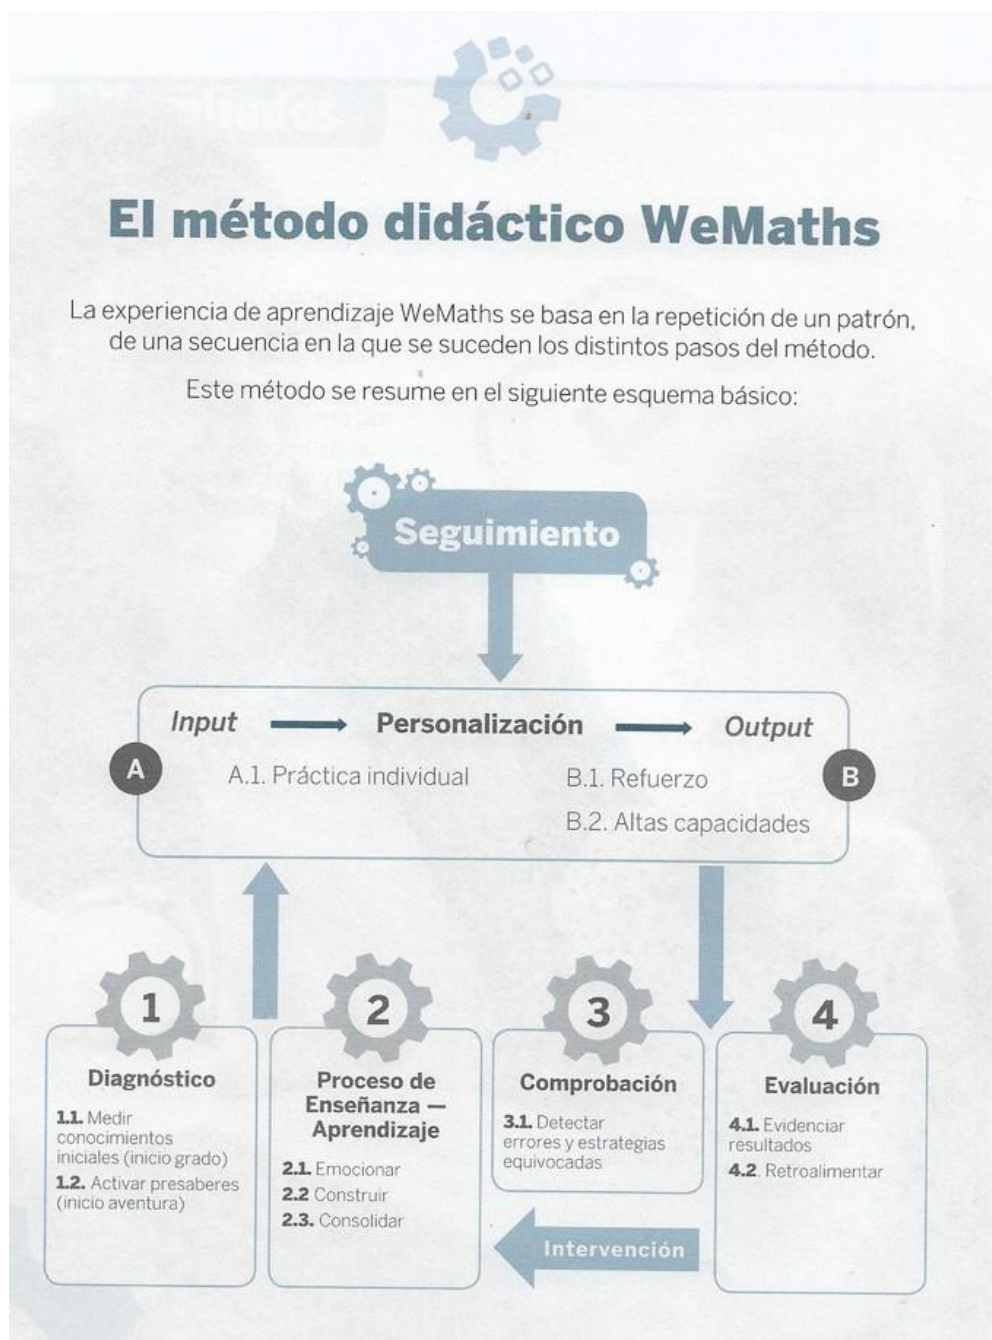 El método didáctico WeMaths
La experiencia de aprendizaje WeMaths se basa en la repetición de un patrón,
de una secuencia en la que se suceden los distintos pasos del método.
Este método se resume en el siguiente esquema básico:
Seguimiento
Input
Personalización
Output
A
A.1. Práctica individual
B.1. Refuerzo
B
B.2. Altas capacidades
1
Diagnóstico
1.1. Medir
conocimientos
iniciales (inicio grado)
1.2. Activar presaberes
(inicio aventura)
2
Proceso de
Enseñanza —
Aprendizaje
2.1. Emocionar
2.2 Construir
2.3. Consolidar
3
Comprobación
3.1. Detectar
errores y estrategias
equivocadas
4
Evaluación
4.1. Evidenciar
resultados
4.2. Retroalimentar
Intervención